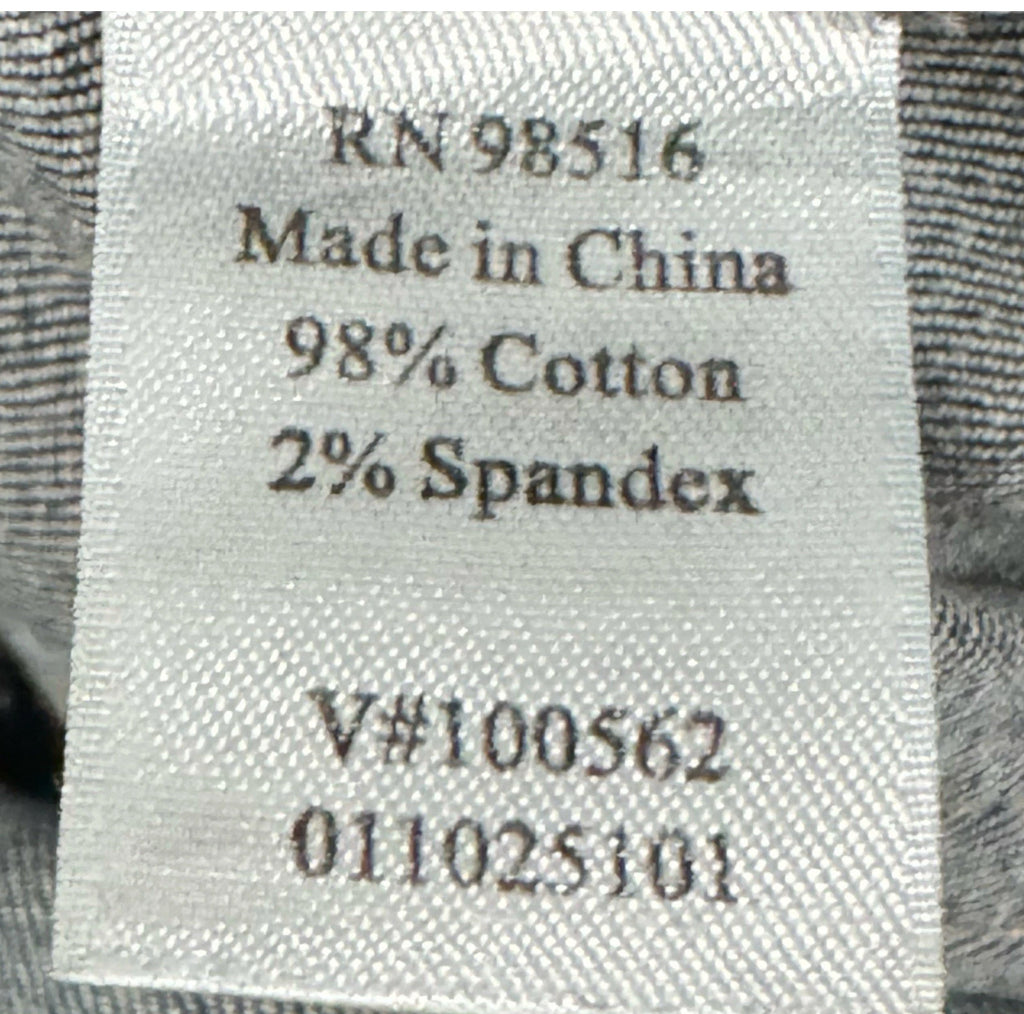 RN 98516
Made in China
98% Cotton
2% Spandex
V#100562
011025101